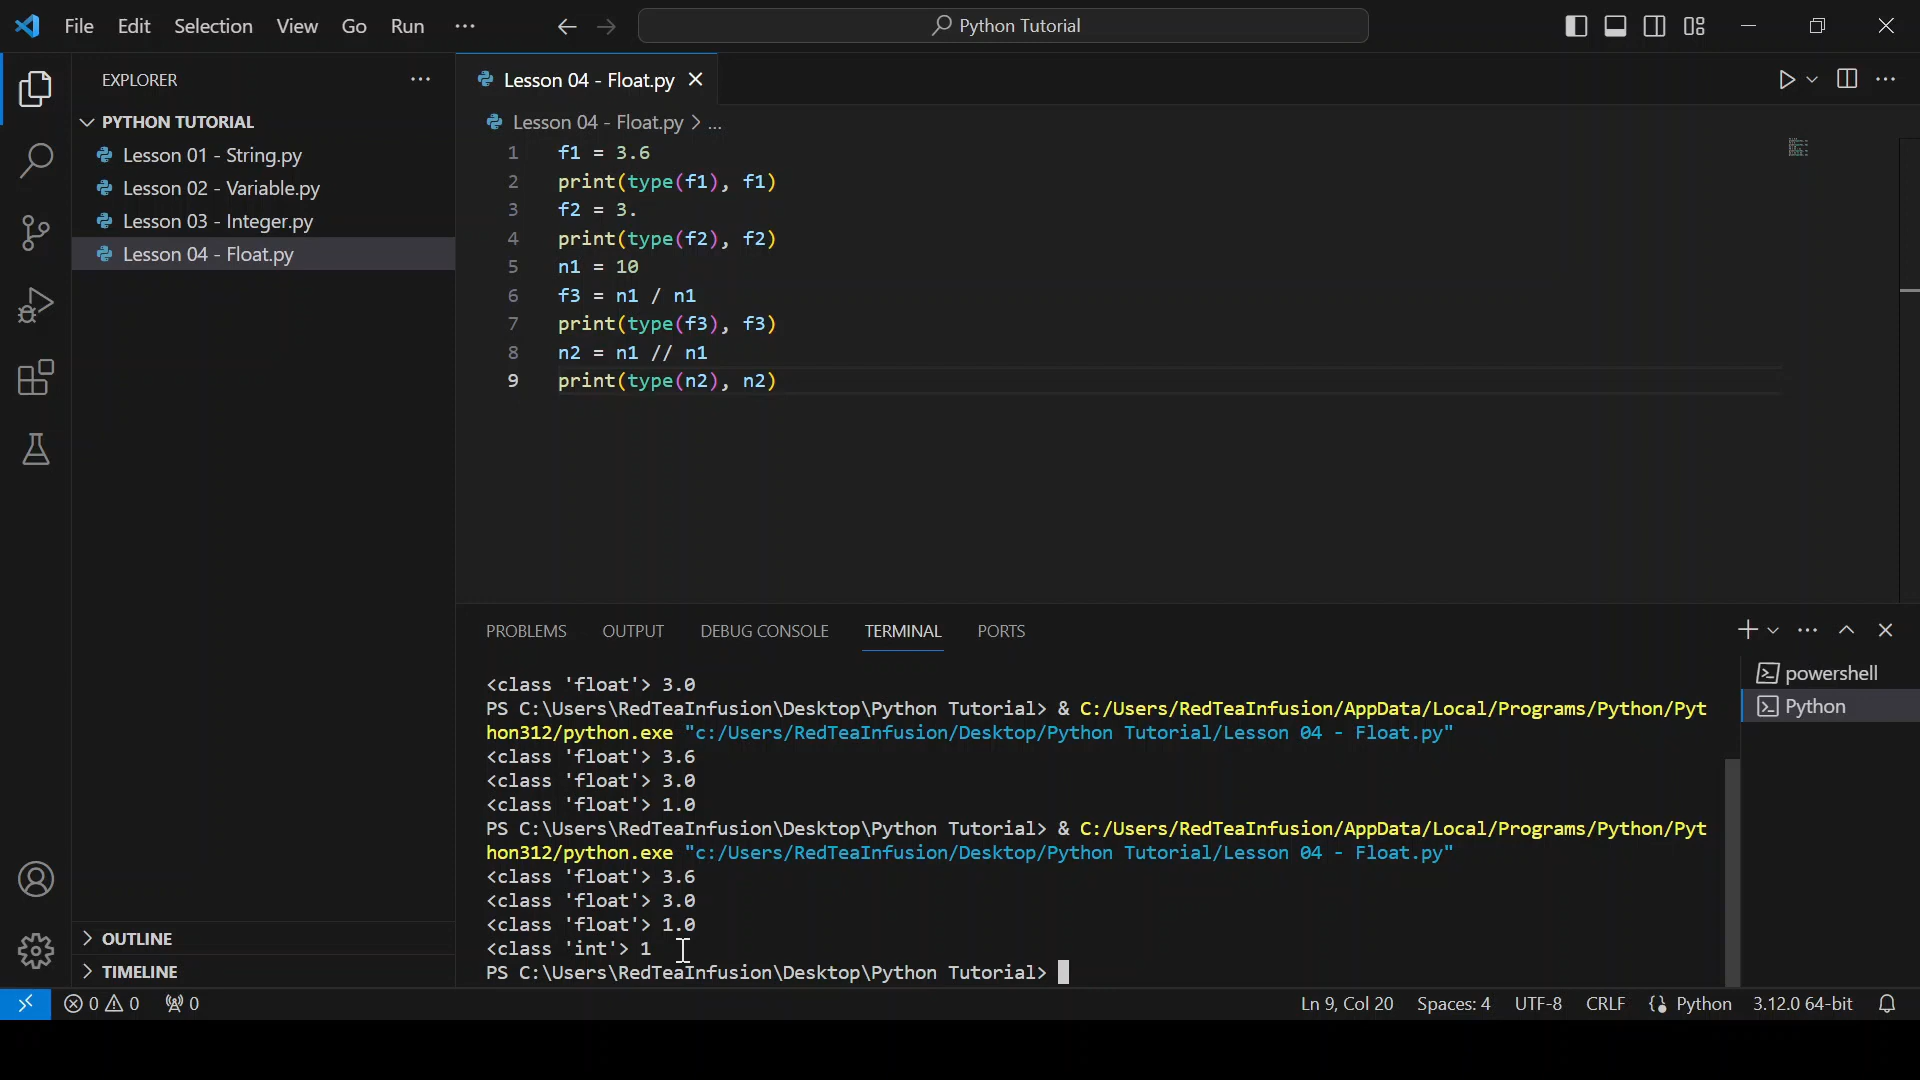 File Edit Selection View Go Run ... Python Tutorial
EXPLORER ...
PYTHON TUTORIAL
Lesson 01 - String.py
Lesson 02 - Variable.py
Lesson 03 - Integer.py
Lesson 04 - Float.py
OUTLINE
TIMELINE
Lesson 04 - Float.py
Lesson 04 - Float.py > ...
1 f1 = 3.6
2 print(type(f1), f1)
3 f2 = 3.
4 print(type(f2), f2)
5 n1 = 10
6 f3 = n1 / n1
7 print(type(f3), f3)
8 n2 = n1 // n1
9 print(type(n2), n2)
PROBLEMS OUTPUT DEBUG CONSOLE TERMINAL PORTS
<class 'float'> 3.0
PS C:\Users\RedTeaInfusion\Desktop\Python Tutorial> & C:/Users/RedTeaInfusion/AppData/Local/Programs/Python/Pyt
hon312/python.exe "c:/Users/RedTeaInfusion/Desktop/Python Tutorial/Lesson 04 - Float.py"
<class 'float'> 3.6
<class 'float'> 3.0
<class 'float'> 1.0
PS C:\Users\RedTeaInfusion\Desktop\Python Tutorial> & C:/Users/RedTeaInfusion/AppData/Local/Programs/Python/Pyt
hon312/python.exe "c:/Users/RedTeaInfusion/Desktop/Python Tutorial/Lesson 04 - Float.py"
<class 'float'> 3.6
<class 'float'> 3.0
<class 'float'> 1.0
<class 'int'> 1
PS C:\Users\RedTeaInfusion\Desktop\Python Tutorial>
powershell
Python
0 0 0 Ln 9, Col 20 Spaces: 4 UTF-8 CRLF Python 3.12.0 64-bit